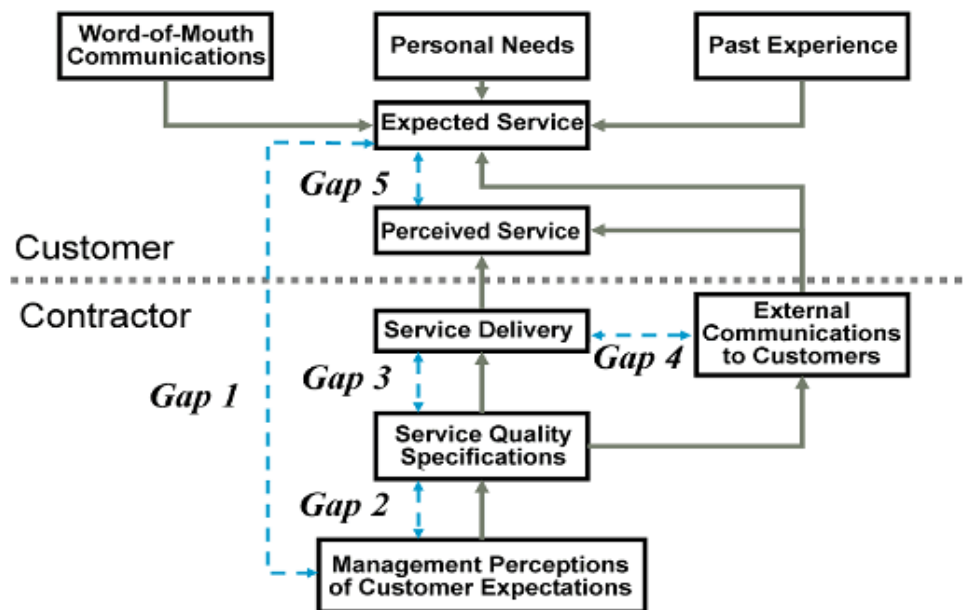 Word-of-Mouth
Communications
Personal Needs
Past Experience
Expected Service
Gap 5
Perceived Service
Customer
Contractor
Service Delivery
External
Communications
to Customers
Gap 4
Gap 3
Gap 1
Service Quality
Specifications
Gap 2
Management Perceptions
of Customer Expectations